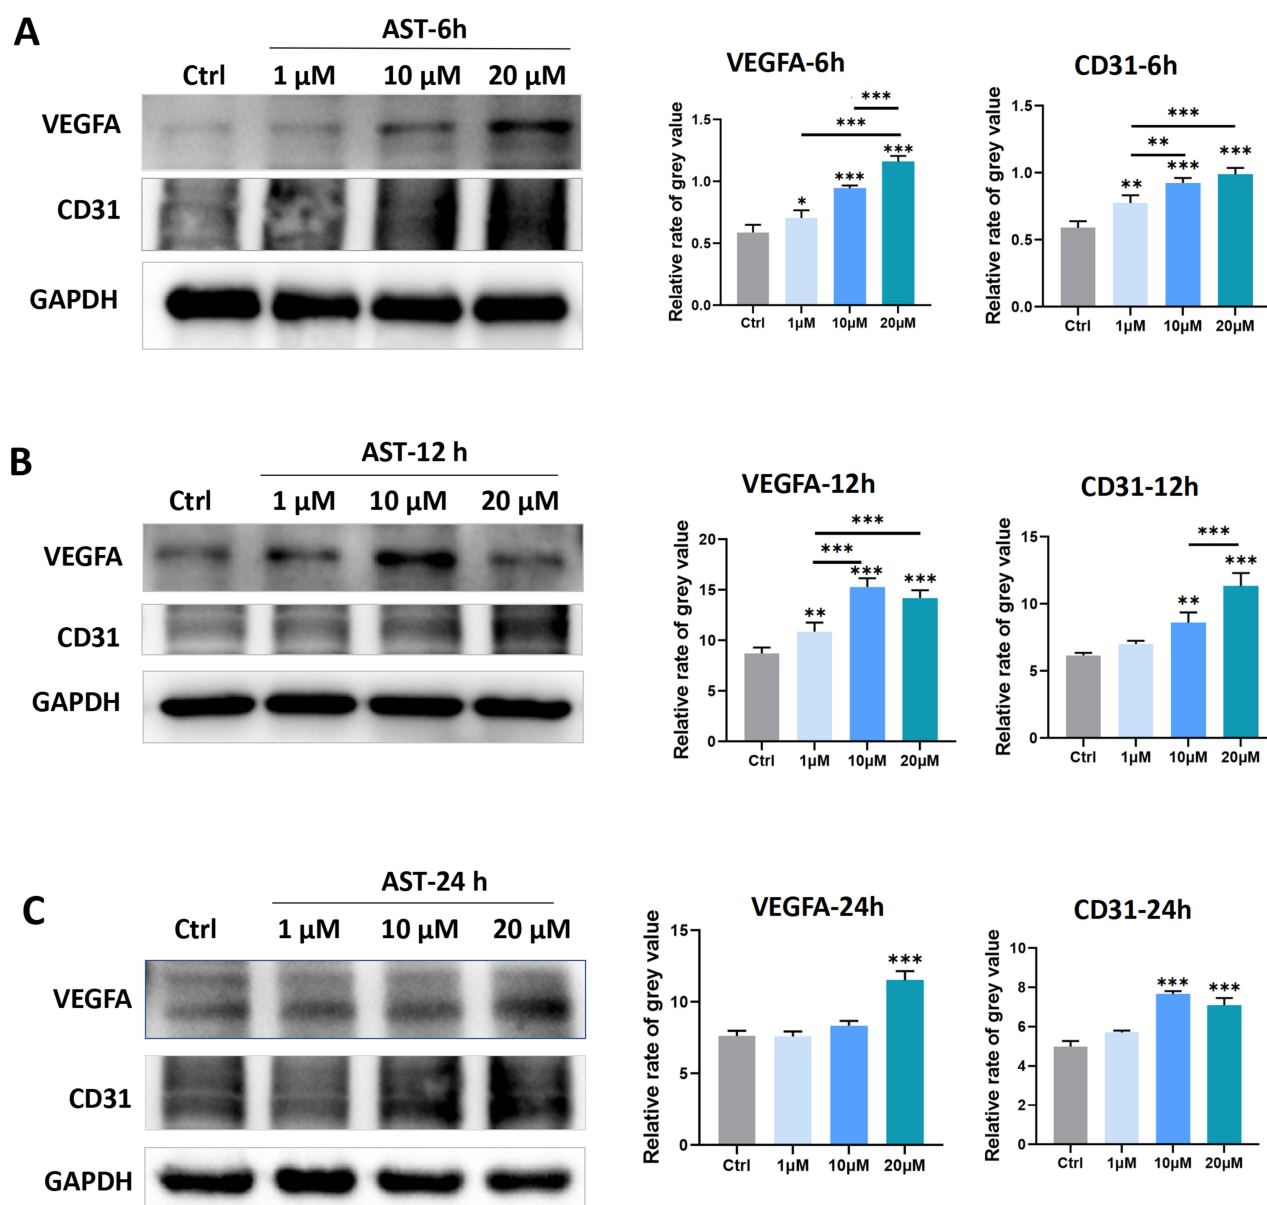 A
AST-6h
Ctrl 1 μM 10 μM 20 μM
VEGFA
CD31
GAPDH
VEGFA-6h
Relative rate of grey value
1.5
1.0
0.5
0.0
*** 
***
* *** ***
Ctrl 1μM 10μM 20μM
CD31-6h
Relative rate of grey value
1.5
1.0
0.5
0.0
***
**
** *** ***
Ctrl 1μM 10μM 20μM
B
AST-12 h
Ctrl 1 μM 10 μM 20 μM
VEGFA
CD31
GAPDH
VEGFA-12h
Relative rate of grey value
20
15
10
5
0
***
***
** *** ***
Ctrl 1μM 10μM 20μM
CD31-12h
Relative rate of grey value
15
10
5
0
***
** ***
Ctrl 1μM 10μM 20μM
C
AST-24 h
Ctrl 1 μM 10 μM 20 μM
VEGFA
CD31
GAPDH
VEGFA-24h
Relative rate of grey value
15
10
5
0
***
Ctrl 1μM 10μM 20μM
CD31-24h
Relative rate of grey value
10
8
6
4
2
0
*** ***
Ctrl 1μM 10μM 20μM